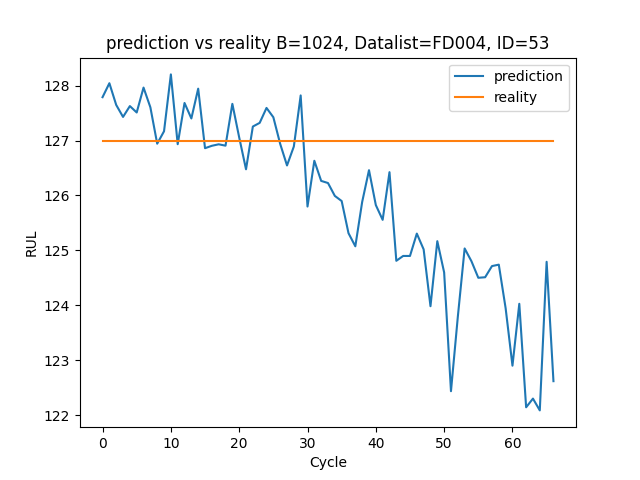 prediction vs reality B=1024, Datalist=FD004, ID=53
prediction
reality
128
127
126
125
124
123
122
RUL
0 10 20 30 40 50 60
Cycle